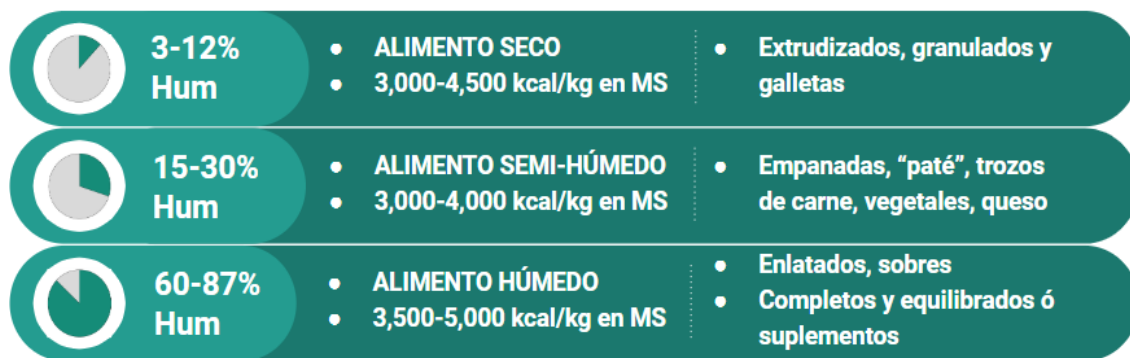 3-12%
Hum
● ALIMENTO SECO
● 3,000-4,500 kcal/kg en MS
● Extrudizados, granulados y
galletas
15-30%
Hum
● ALIMENTO SEMI-HÚMEDO
● 3,000-4,000 kcal/kg en MS
● Empanadas, “paté”, trozos
de carne, vegetales, queso
60-87%
Hum
● ALIMENTO HÚMEDO
● 3,500-5,000 kcal/kg en MS
● Enlatados, sobres
● Completos y equilibrados ó
suplementos